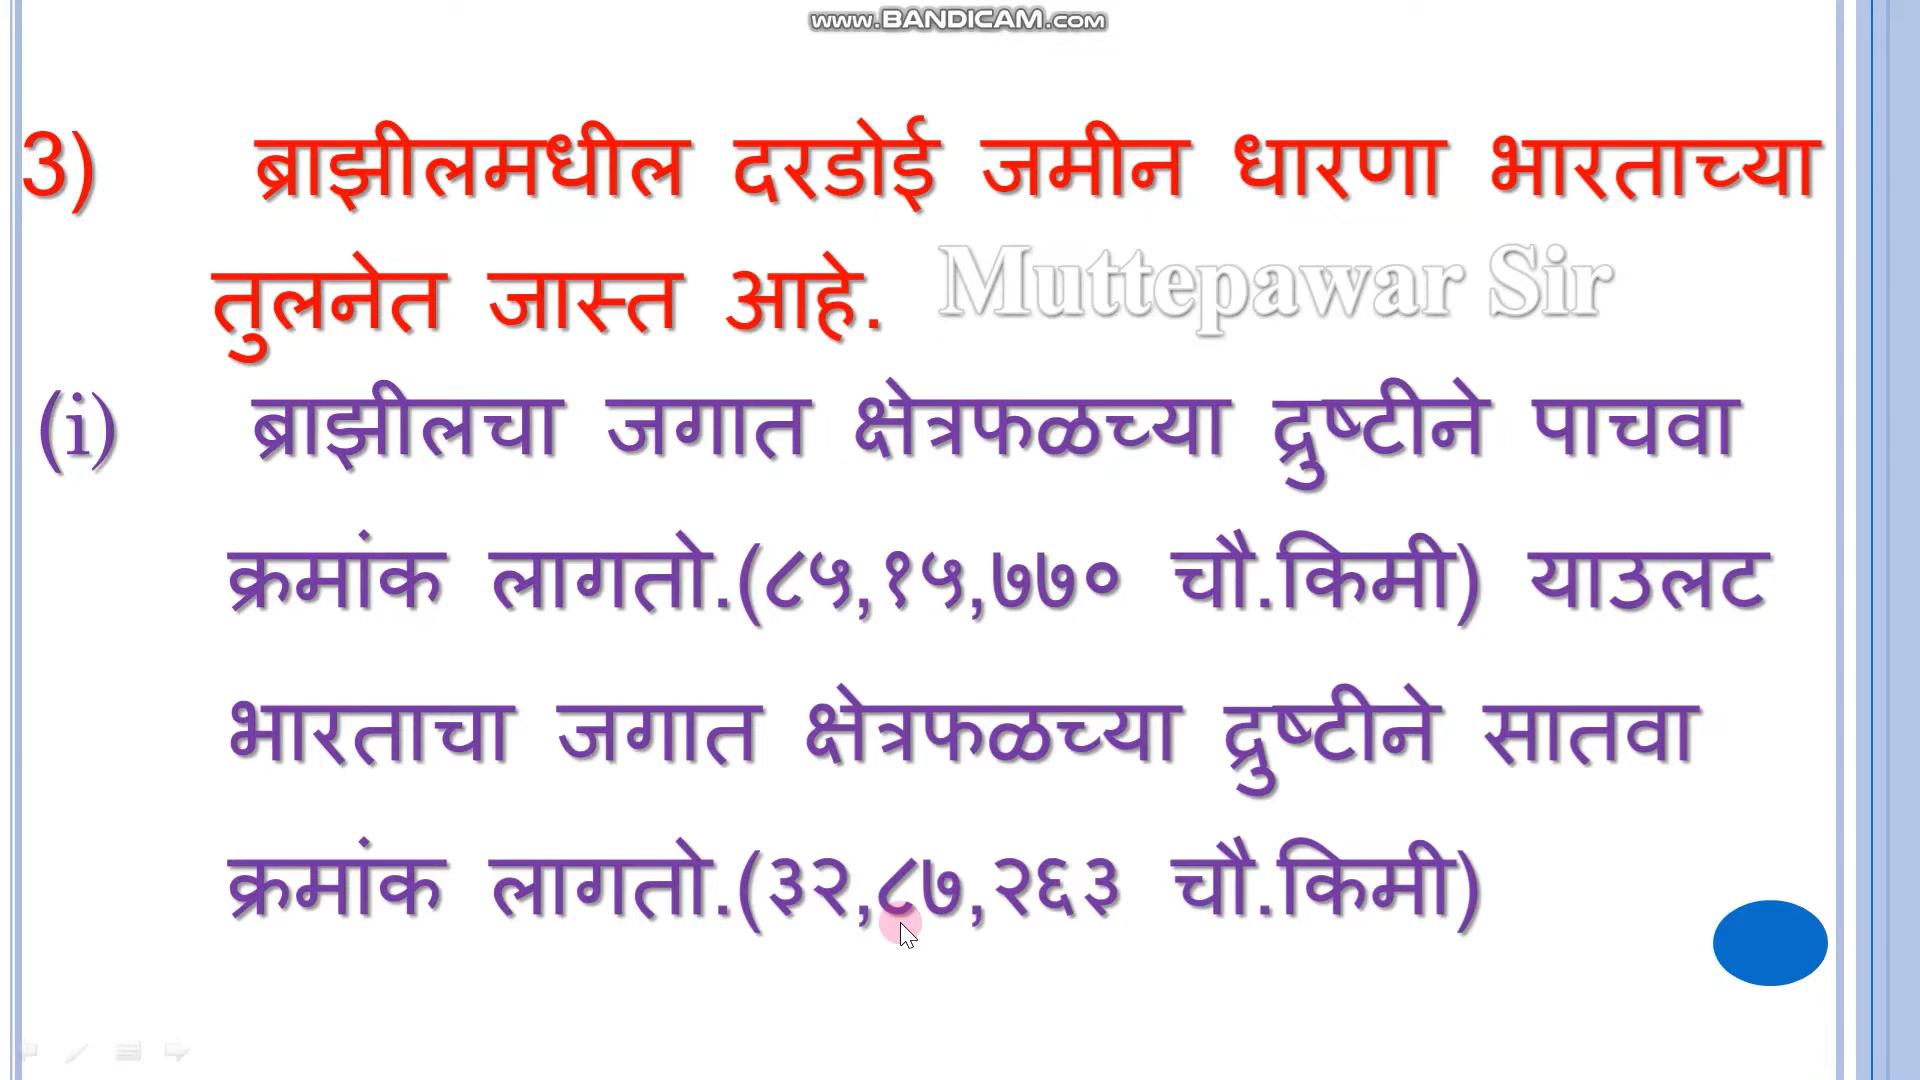 www.BANDICAM.com
3) ब्राझीलमधील दरडोई जमीन धारणा भारताच्या
तुलनेत जास्त आहे. Muttepawar Sir
(i) ब्राझीलचा जगात क्षेत्रफळच्या द्रुष्टीने पाचवा
क्रमांक लागतो.(८५,१५,७७० चौ.किमी) याउलट
भारताचा जगात क्षेत्रफळच्या द्रुष्टीने सातवा
क्रमांक लागतो.(३२,८७,२६३ चौ.किमी)